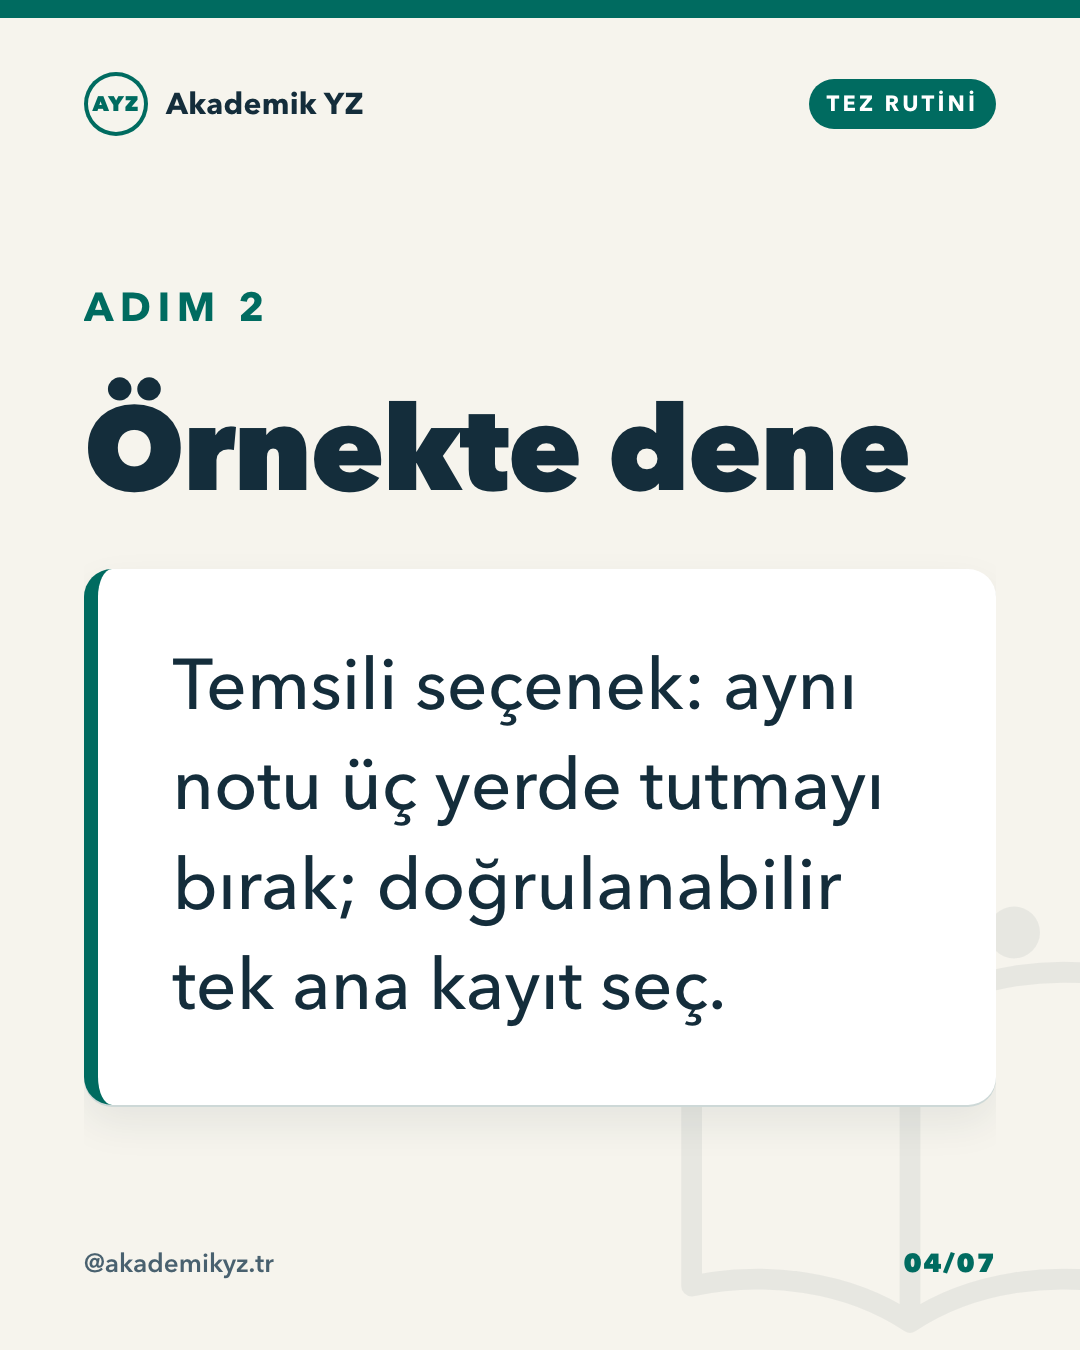 AYZ
Akademik YZ
TEZ RUTİNİ
ADIM 2
Örnekte dene
Temsili seçenek: aynı
notu üç yerde tutmayı
bırak; doğrulanabilir
tek ana kayıt seç.
@akademikyz.tr
04/07